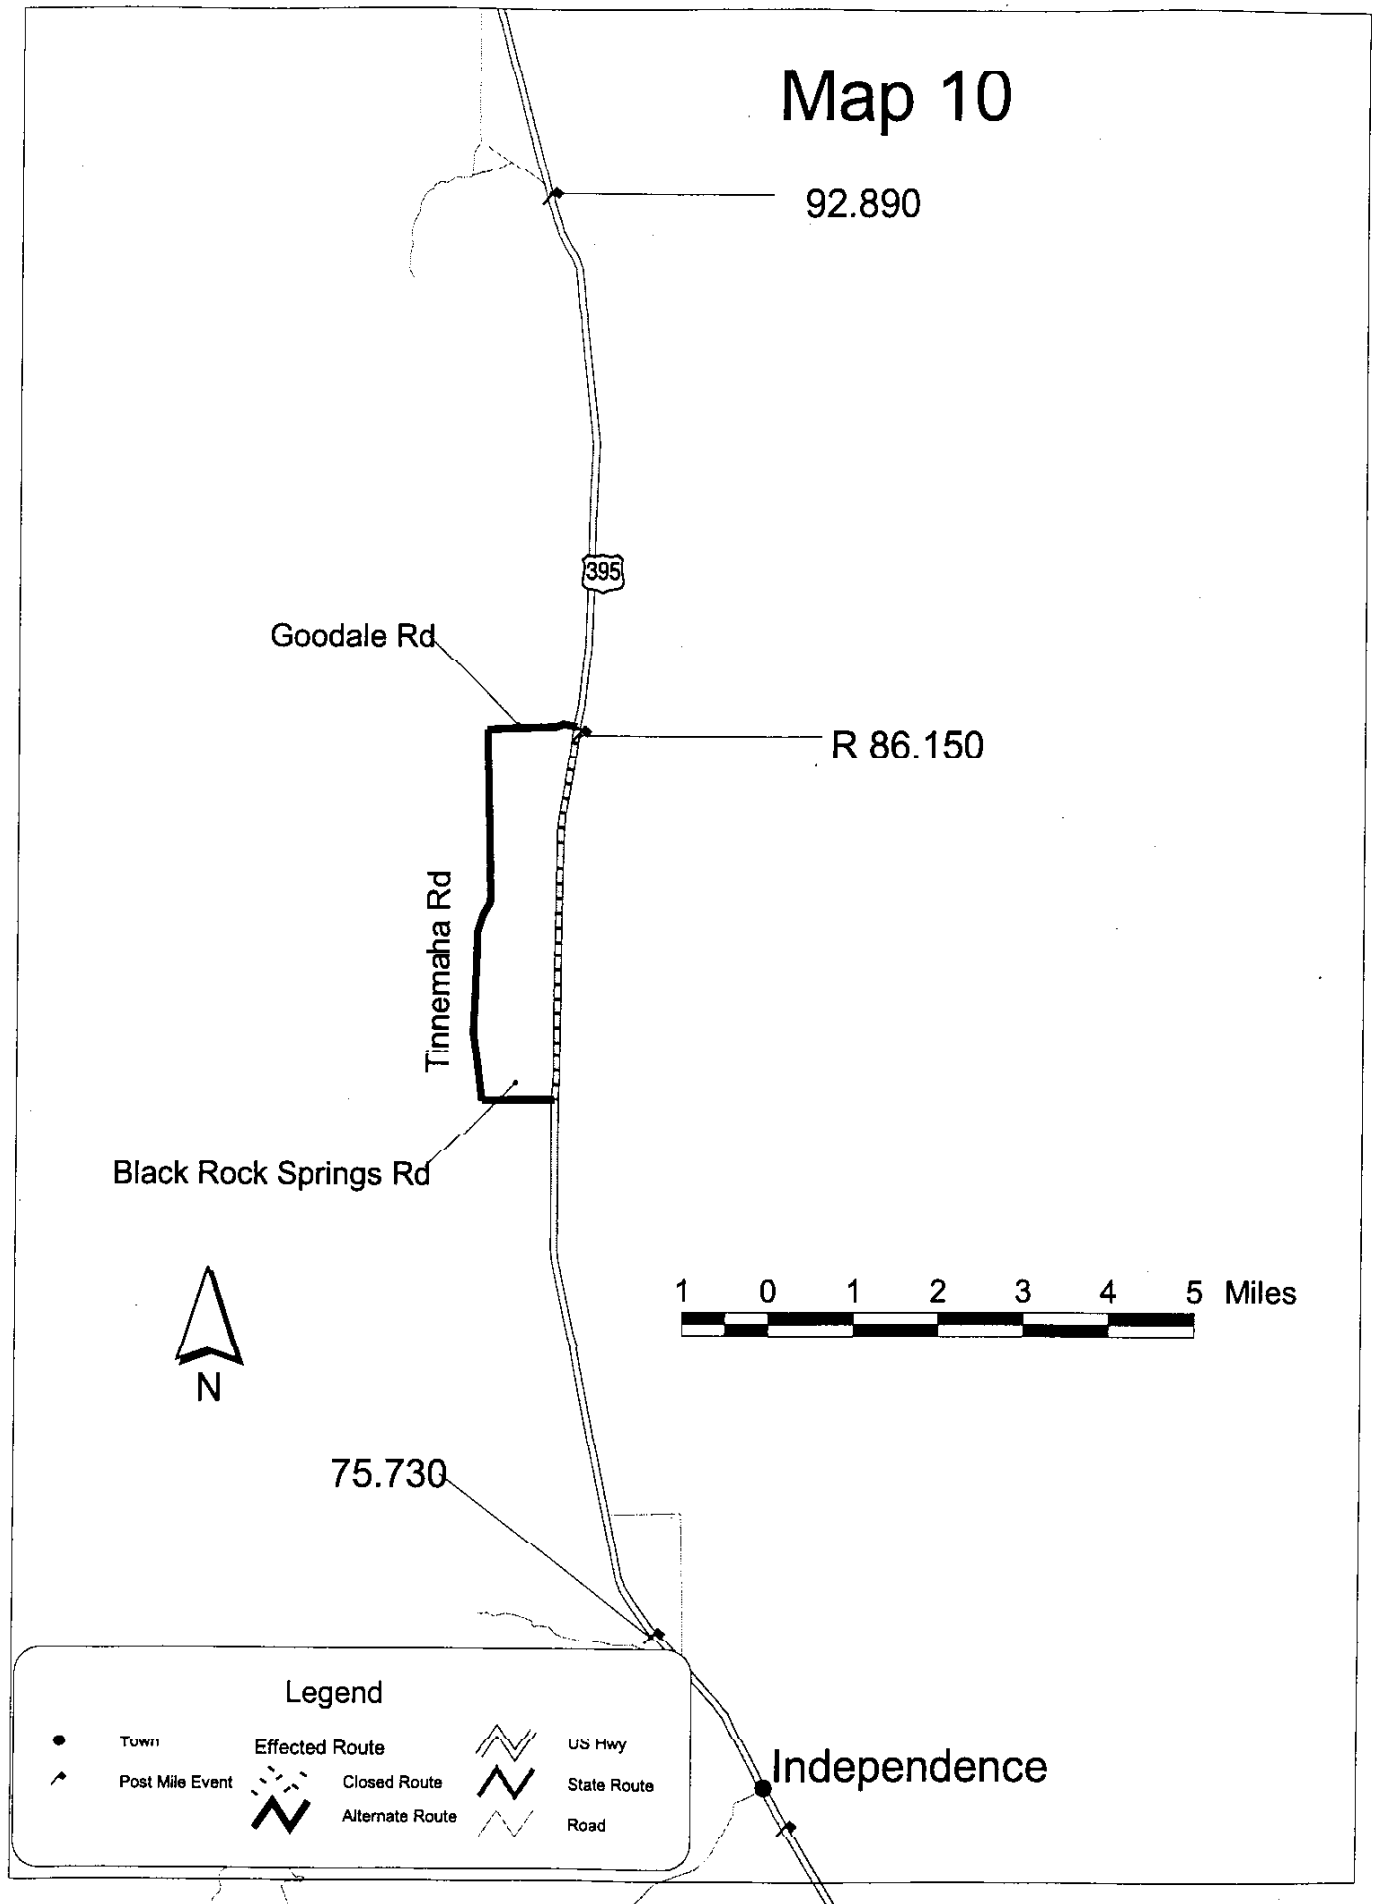 Map 10
92.890
395
Goodale Rd
R 86.150
Tinnemaha Rd
Black Rock Springs Rd
1 0 1 2 3 4 5 Miles
N
75.730
Legend
Town
Effected Route
US Hwy
Post Mile Event
Closed Route
State Route
Alternate Route
Road
Independence